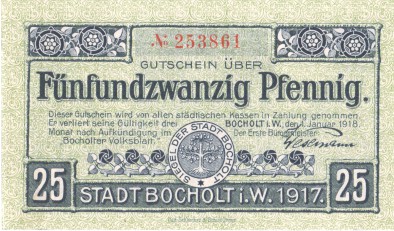 № 253861
GUTSCHEIN ÜBER
Fünfundzwanzig Pfennig.
Dieser Gutschein wird von allen städtischen Kassen in Zahlung genommen.
Er verliert seine Gültigkeit drei BOCHOLT i. W., den 1. Januar 1918.
Monat nach Aufkündigung im Der Erste Bürgermeister:
Bocholter Volksblatt.
SIEGEL DER STADT BOCHOLT
25 STADT BOCHOLT i. W. 1917. 25